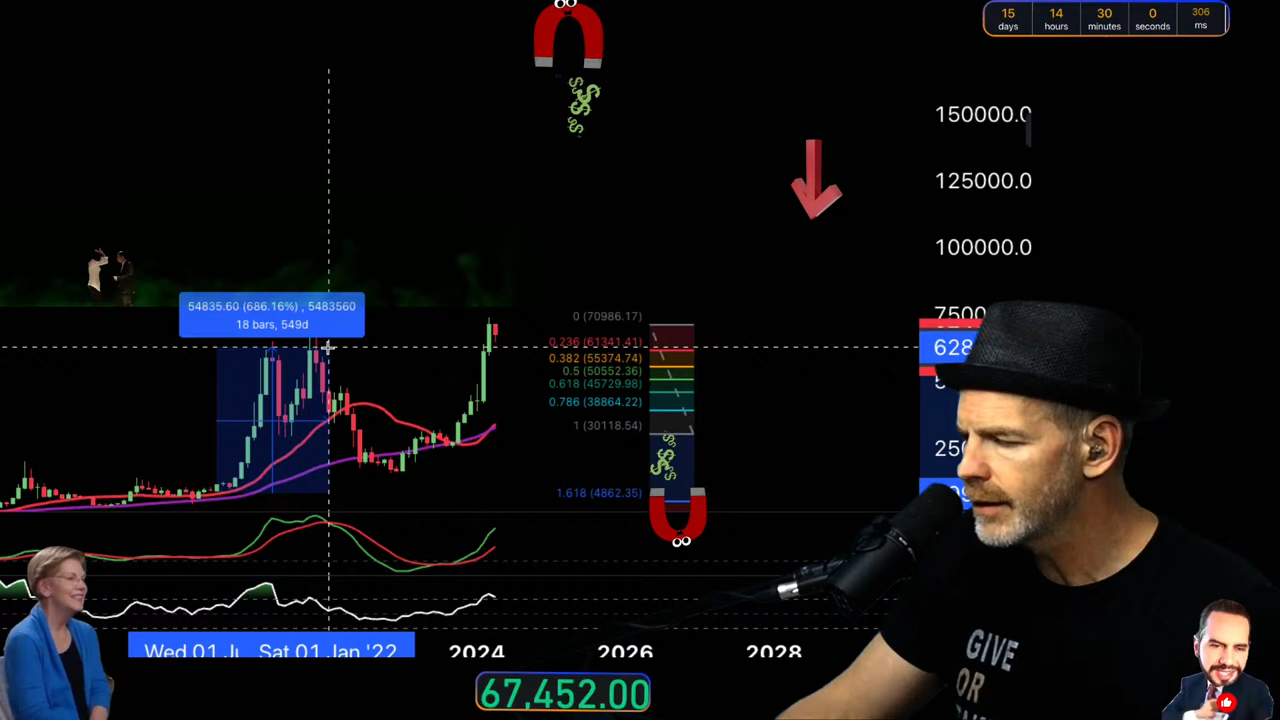 15 14 30 0 306
days hours minutes seconds ms
150000.0
125000.0
100000.0
54835.60 (686.16%) , 5483560
18 bars, 549d
0 (70986.17)
7500
0.236 (61341.41)
628
0.382 (55374.74)
0.5 (50552.36)
0.618 (45729.98)
0.786 (38864.22)
1 (30118.54)
250
1.618 (4862.35)
GIVE
OR
Sat 01 Jan '22
2024
2026
2028
67,452.00